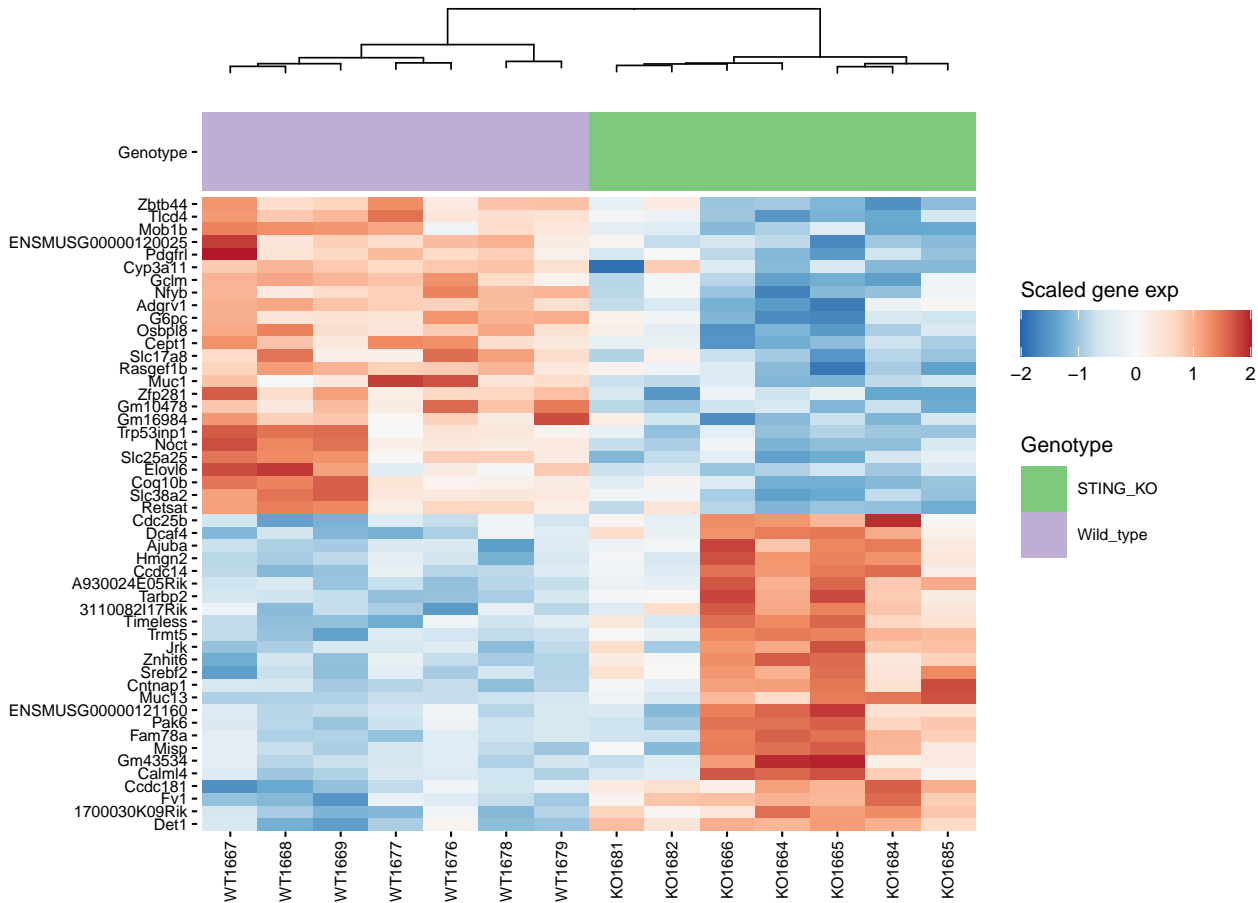 Genotype
Zbtb44
Tlcd4
Mob1b
ENSMUSG00000120025
Pdgfrl
Cyp3a11
Gclm
Nfyb
Adgrv1
G6pc
Osbpl8
Cept1
Slc17a8
Rasgef1b
Muc1
Zfp281
Gm10478
Gm16984
Trp53inp1
Noct
Slc25a25
Elovl6
Coq10b
Slc38a2
Retsat
Cdc25b
Dcaf4
Ajuba
Hmgn2
Ccdc14
A930024E05Rik
Tarbp2
3110082I17Rik
Timeless
Trmt5
Jrk
Znhit6
Srebf2
Cntnap1
Muc13
ENSMUSG00000121160
Pak6
Fam78a
Misp
Gm43534
Calml4
Ccdc181
Fv1
1700030K09Rik
Det1
WT1667 WT1668 WT1669 WT1677 WT1676 WT1678 WT1679 KO1681 KO1682 KO1666 KO1664 KO1665 KO1684 KO1685
Scaled gene exp
−2 −1 0 1 2
Genotype
STING_KO
Wild_type